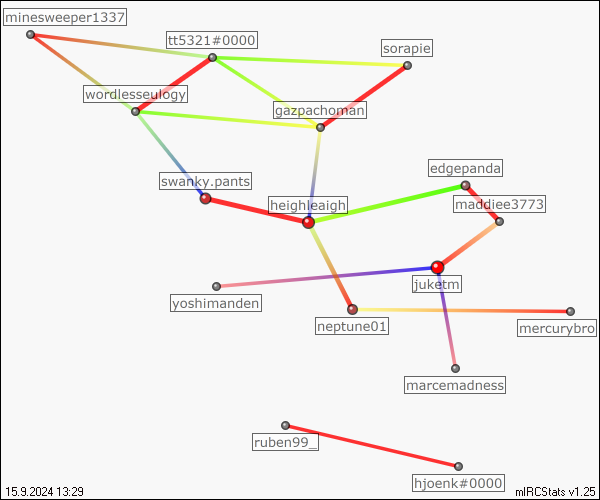 minesweeper1337
tt5321#0000
sorapie
wordlesseulogy
gazpachoman
edgepanda
swanky.pants
heighleaigh
maddiee3773
juketm
yoshimanden
neptune01
mercurybro
marcemadness
ruben99_
hjoenk#0000
15.9.2024 13:29
mIRCStats v1.25